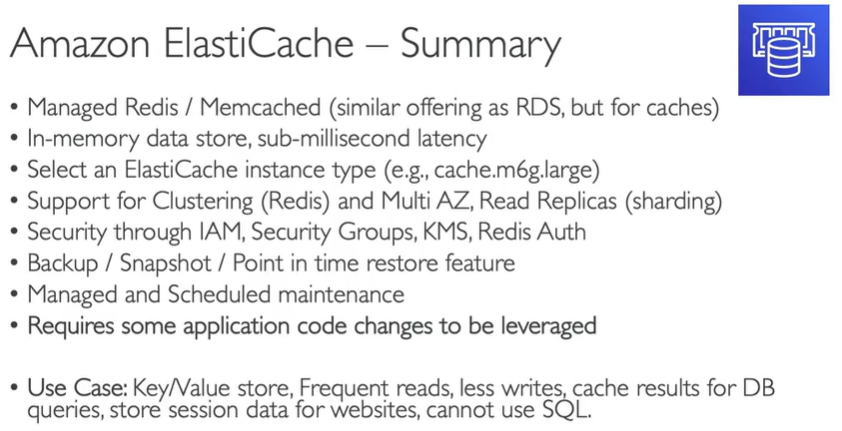 Amazon ElastiCache – Summary
• Managed Redis / Memcached (similar offering as RDS, but for caches)
• In-memory data store, sub-millisecond latency
• Select an ElastiCache instance type (e.g., cache.m6g.large)
• Support for Clustering (Redis) and Multi AZ, Read Replicas (sharding)
• Security through IAM, Security Groups, KMS, Redis Auth
• Backup / Snapshot / Point in time restore feature
• Managed and Scheduled maintenance
• Requires some application code changes to be leveraged
• Use Case: Key/Value store, Frequent reads, less writes, cache results for DB
queries, store session data for websites, cannot use SQL.